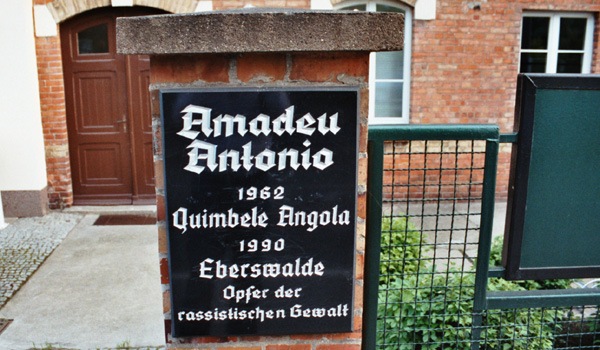 Amadeu
Antonio
1962
Quimbele Angola
1990
Eberswalde
Opfer der
rassistischen Gewalt